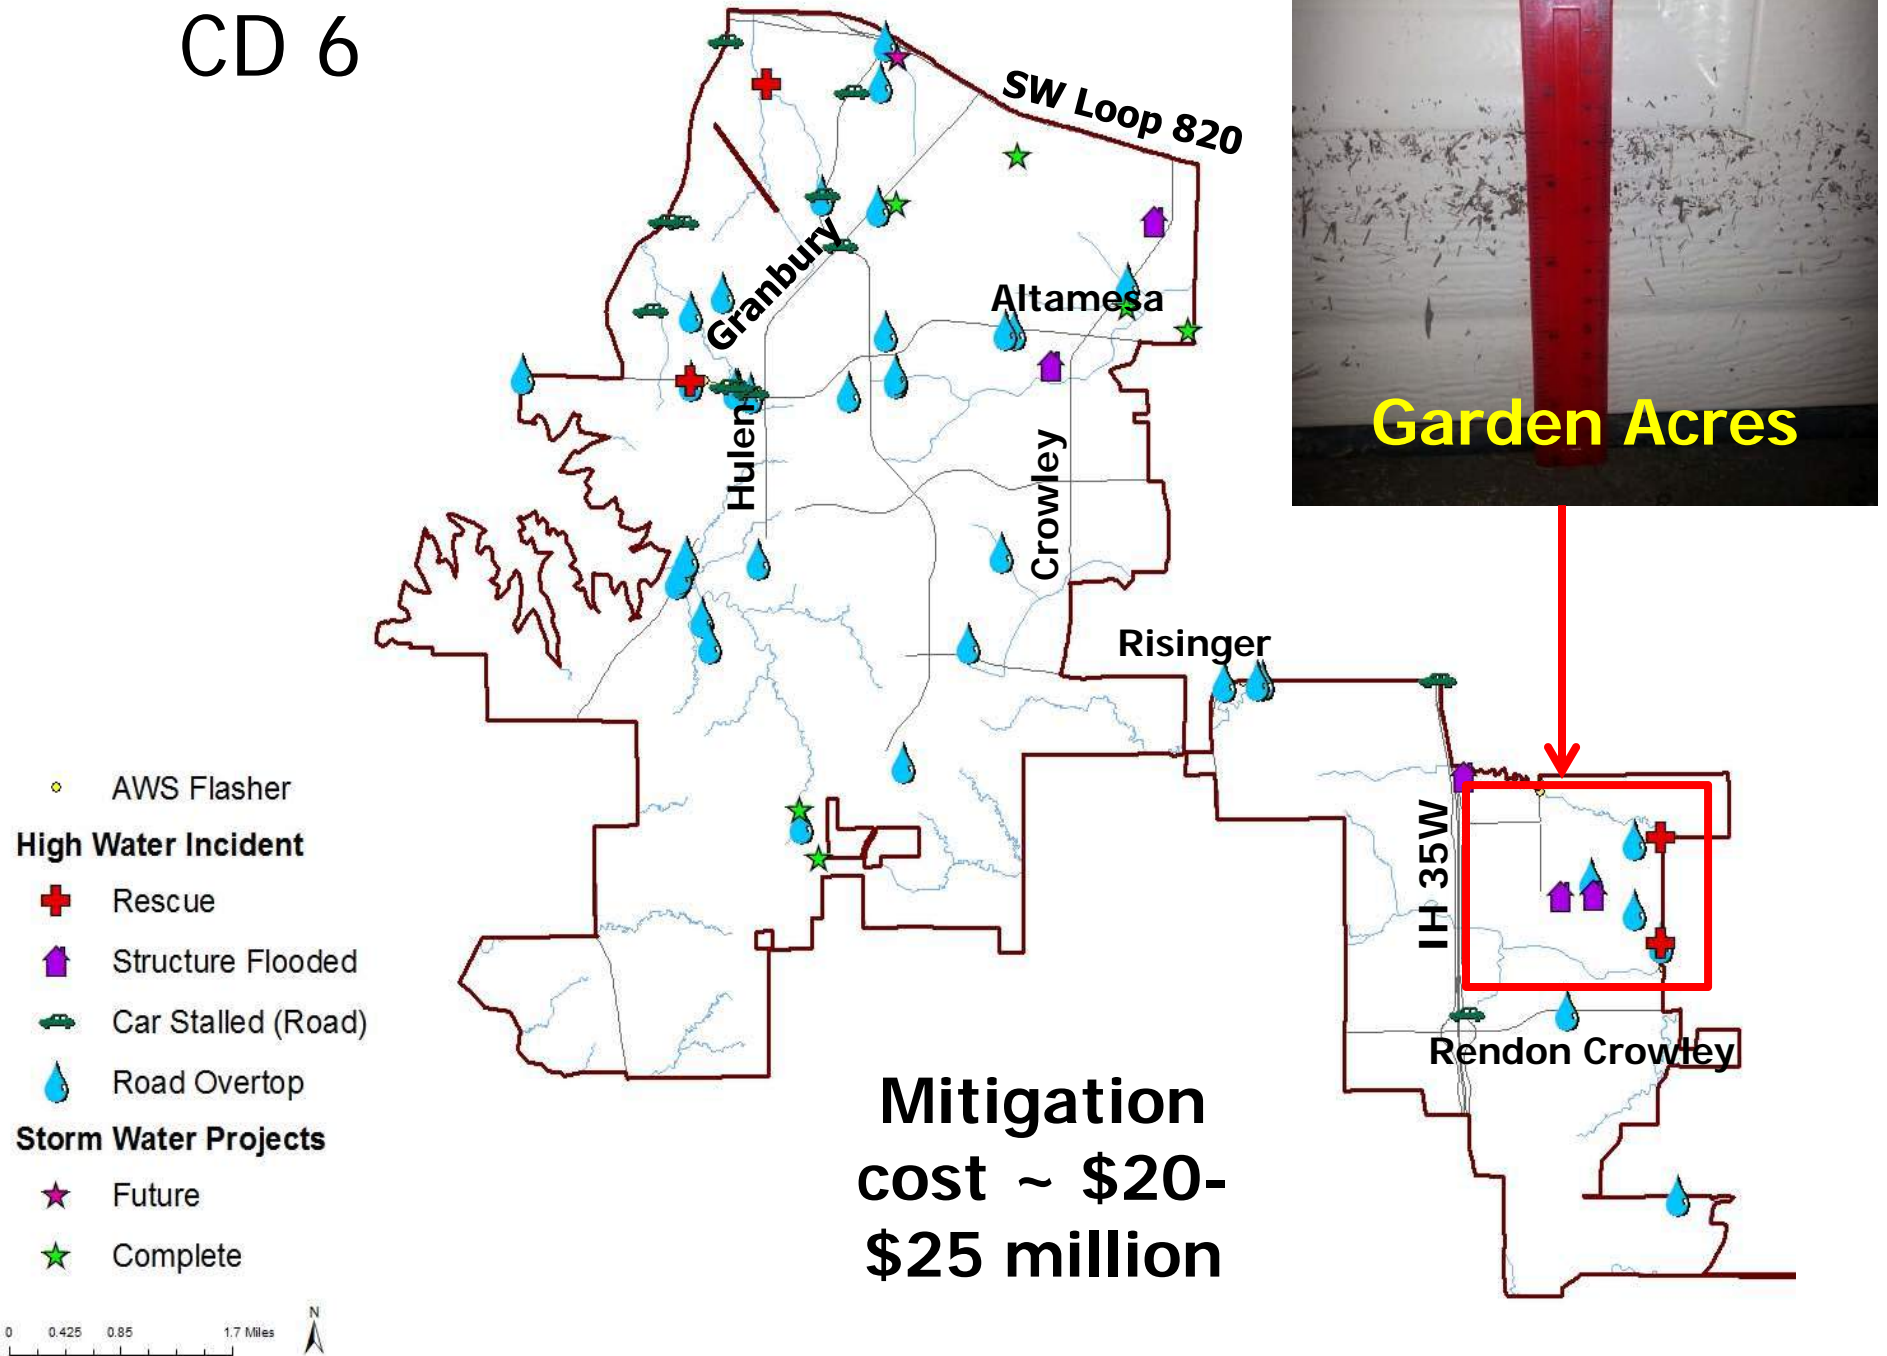 CD 6
SW Loop 820
Granbury
Altamesa
Hulen
Crowley
Risinger
IH 35W
Rendon Crowley
Garden Acres
AWS Flasher
High Water Incident
Rescue
Structure Flooded
Car Stalled (Road)
Road Overtop
Storm Water Projects
Future
Complete
Mitigation
cost ~ $20-
$25 million
N
0 0.425 0.85 1.7 Miles